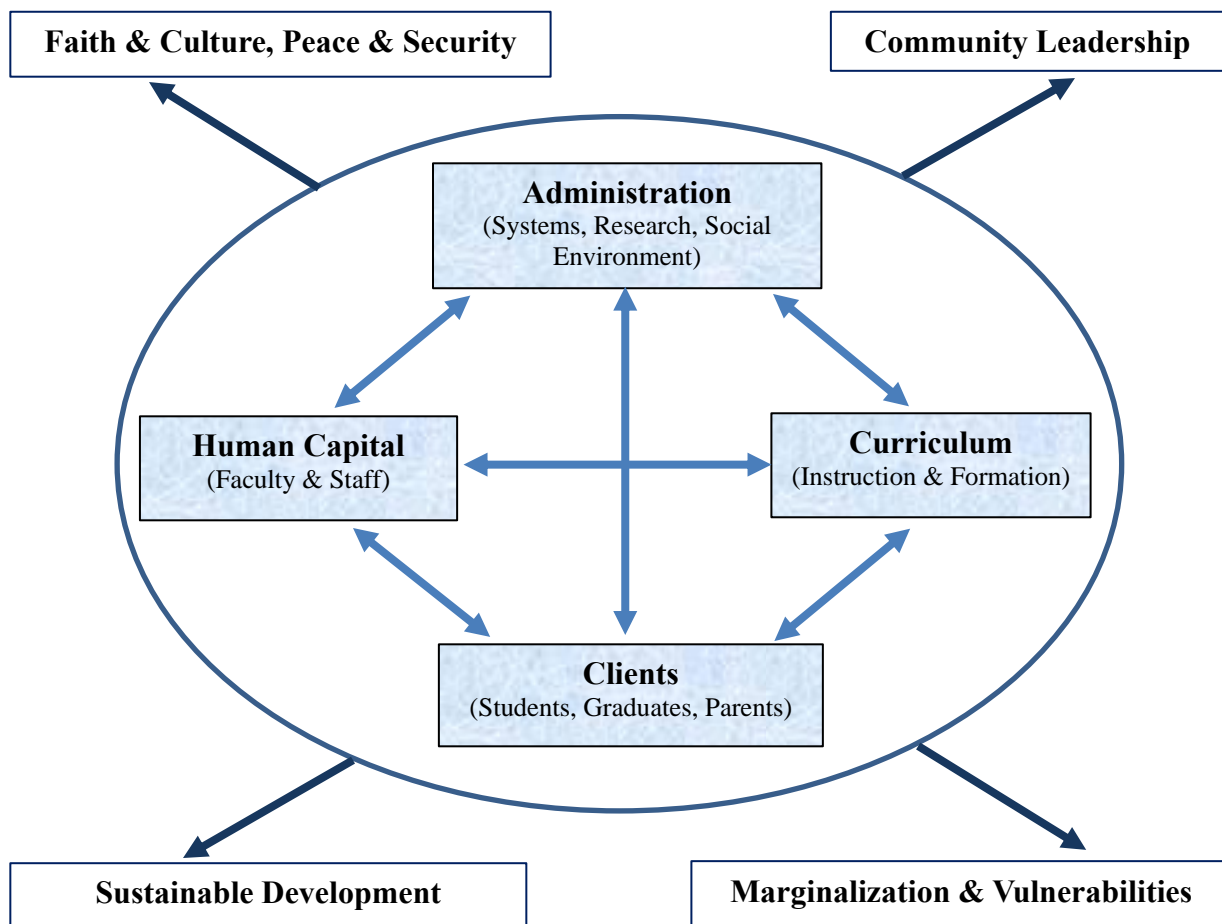 Faith & Culture, Peace & Security
Community Leadership
Administration
(Systems, Research, Social
Environment)
Human Capital
(Faculty & Staff)
Curriculum
(Instruction & Formation)
Clients
(Students, Graduates, Parents)
Sustainable Development
Marginalization & Vulnerabilities